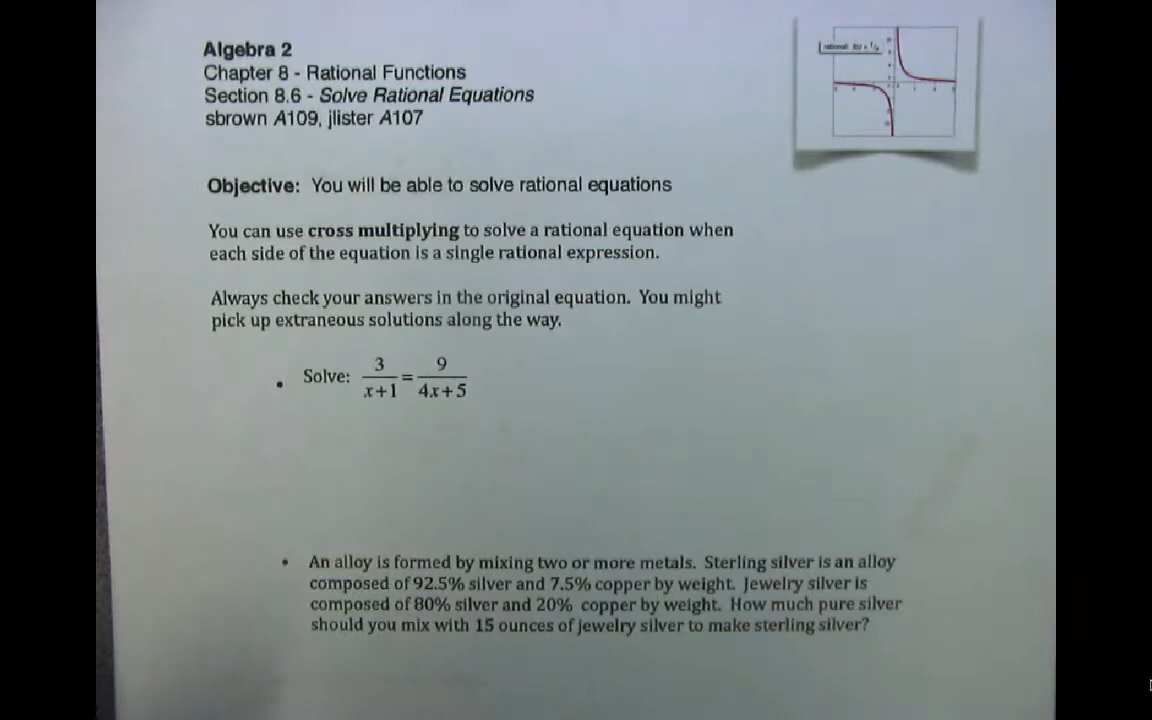 Algebra 2
Chapter 8 - Rational Functions
Section 8.6 - Solve Rational Equations
sbrown A109, jlister A107
Objective: You will be able to solve rational equations
You can use cross multiplying to solve a rational equation when
each side of the equation is a single rational expression.
Always check your answers in the original equation. You might
pick up extraneous solutions along the way.
• Solve: 3/(x+1) = 9/(4x+5)
• An alloy is formed by mixing two or more metals. Sterling silver is an alloy
composed of 92.5% silver and 7.5% copper by weight. Jewelry silver is
composed of 80% silver and 20% copper by weight. How much pure silver
should you mix with 15 ounces of jewelry silver to make sterling silver?